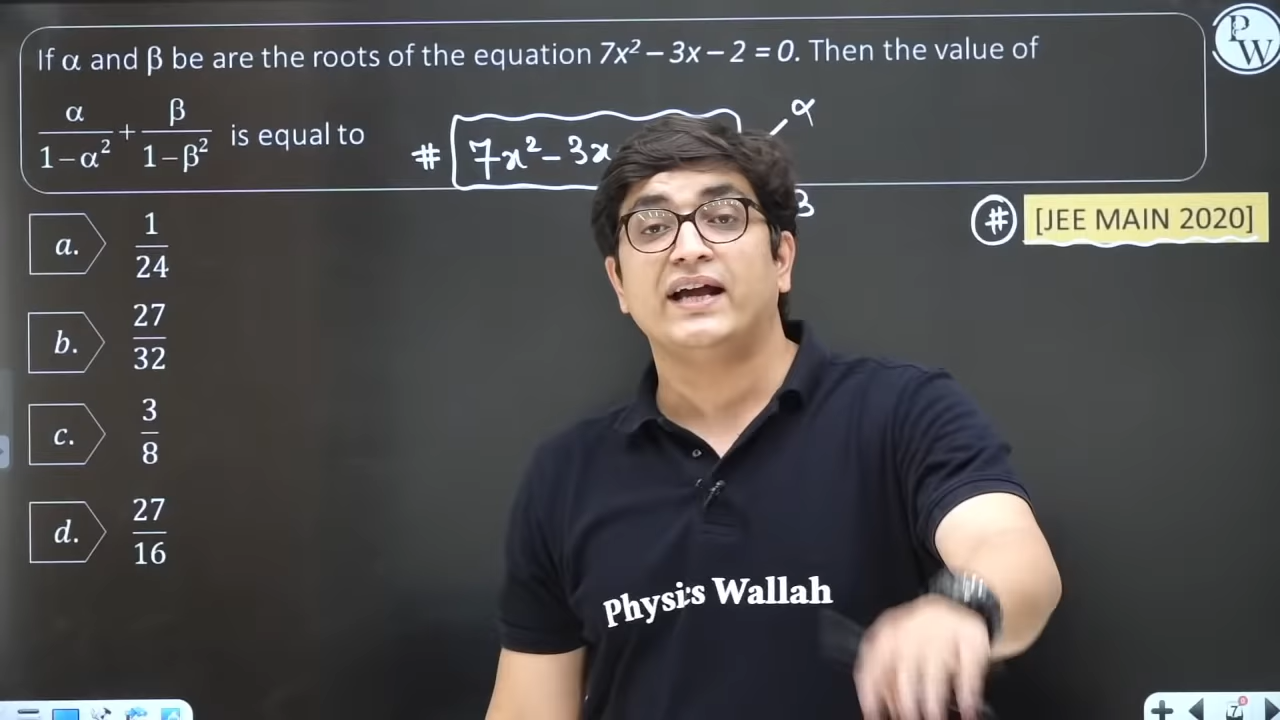 If α and β be are the roots of the equation 7x² – 3x – 2 = 0. Then the value of
α/(1–α²) + β/(1–β²) is equal to
# 7x² – 3x
α
β
# [JEE MAIN 2020]
a. 1/24
b. 27/32
c. 3/8
d. 27/16
PW
Physics Wallah
7